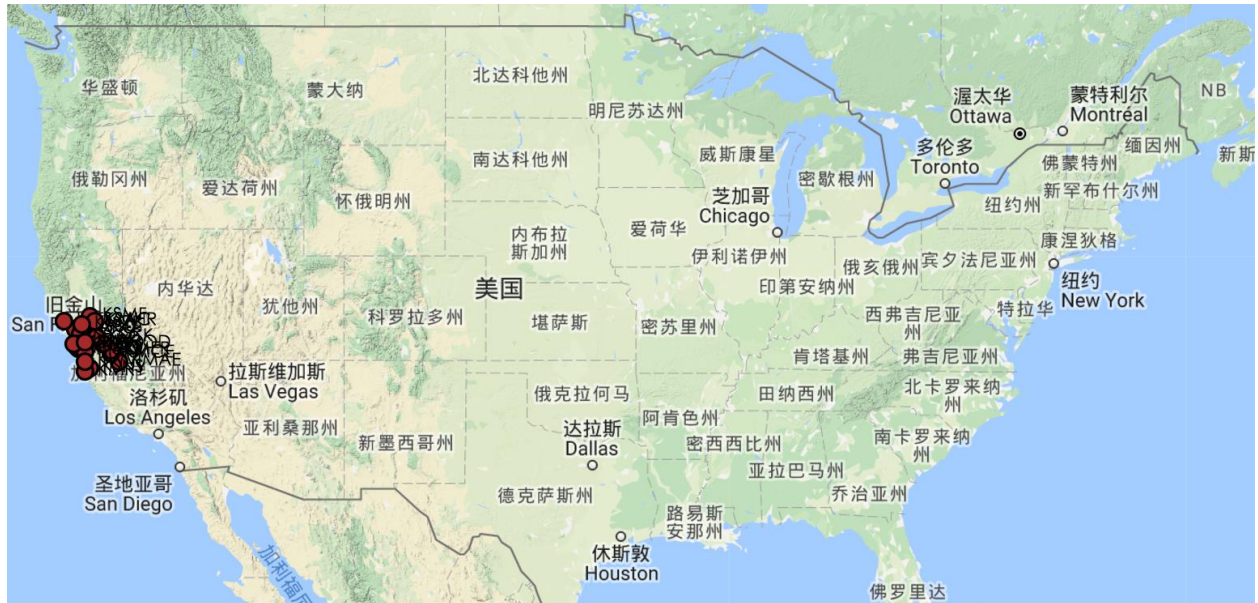 华盛顿
蒙大纳
北达科他州
明尼苏达州
渥太华
Ottawa
蒙特利尔
Montréal
NB
俄勒冈州
爱达荷州
怀俄明州
南达科他州
威斯康星
密歇根州
多伦多
Toronto
佛蒙特州
缅因州
新斯
新罕布什尔州
纽约州
芝加哥
Chicago
爱荷华
内布拉
斯加州
伊利诺伊州
印第安纳州
俄亥俄州
宾夕法尼亚州
康涅狄格
纽约
New York
旧金山
San
内华达
犹他州
科罗拉多州
美国
堪萨斯
密苏里州
西弗吉尼亚
州
特拉华
肯塔基州
弗吉尼亚州
加利福尼亚州
拉斯维加斯
Las Vegas
洛杉矶
Los Angeles
亚利桑那州
新墨西哥州
俄克拉何马
阿肯色州
田纳西州
北卡罗来纳
州
达拉斯
Dallas
密西西比州
南卡罗来纳
州
亚拉巴马州
乔治亚州
圣地亚哥
San Diego
德克萨斯州
路易斯
安那州
休斯敦
Houston
佛罗里达
加利福